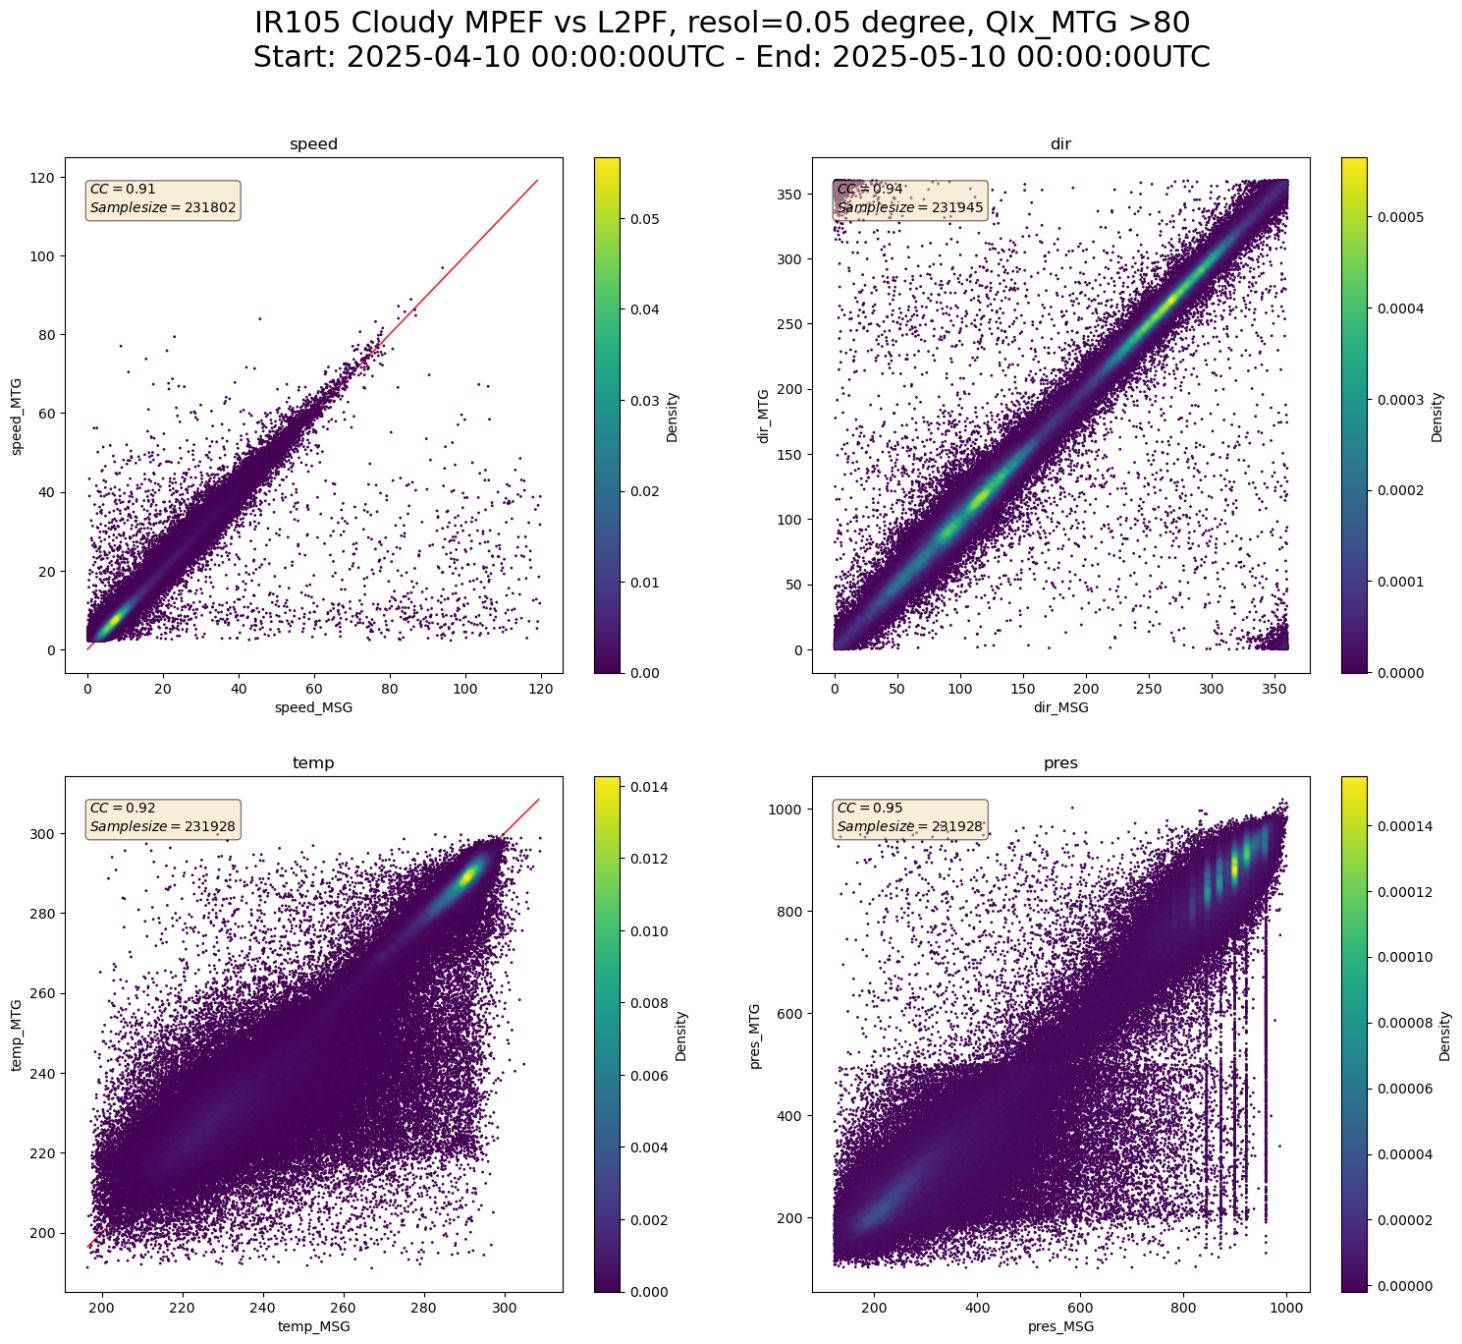 IR105 Cloudy MPEF vs L2PF, resol=0.05 degree, QIx_MTG >80
Start: 2025-04-10 00:00:00UTC - End: 2025-05-10 00:00:00UTC
speed
CC = 0.91
Samplesize = 231802
120
100
80
60
40
20
0
speed_MTG
0 20 40 60 80 100 120
speed_MSG
0.05
0.04
0.03
0.02
0.01
0.00
Density
dir
CC = 0.94
Samplesize = 231945
350
300
250
200
150
100
50
0
dir_MTG
0 50 100 150 200 250 300 350
dir_MSG
0.0005
0.0004
0.0003
0.0002
0.0001
0.0000
Density
temp
CC = 0.92
Samplesize = 231928
300
280
260
240
220
200
temp_MTG
200 220 240 260 280 300
temp_MSG
0.014
0.012
0.010
0.008
0.006
0.004
0.002
0.000
Density
pres
CC = 0.95
Samplesize = 231928
1000
800
600
400
200
pres_MTG
200 400 600 800 1000
pres_MSG
0.00014
0.00012
0.00010
0.00008
0.00006
0.00004
0.00002
0.00000
Density